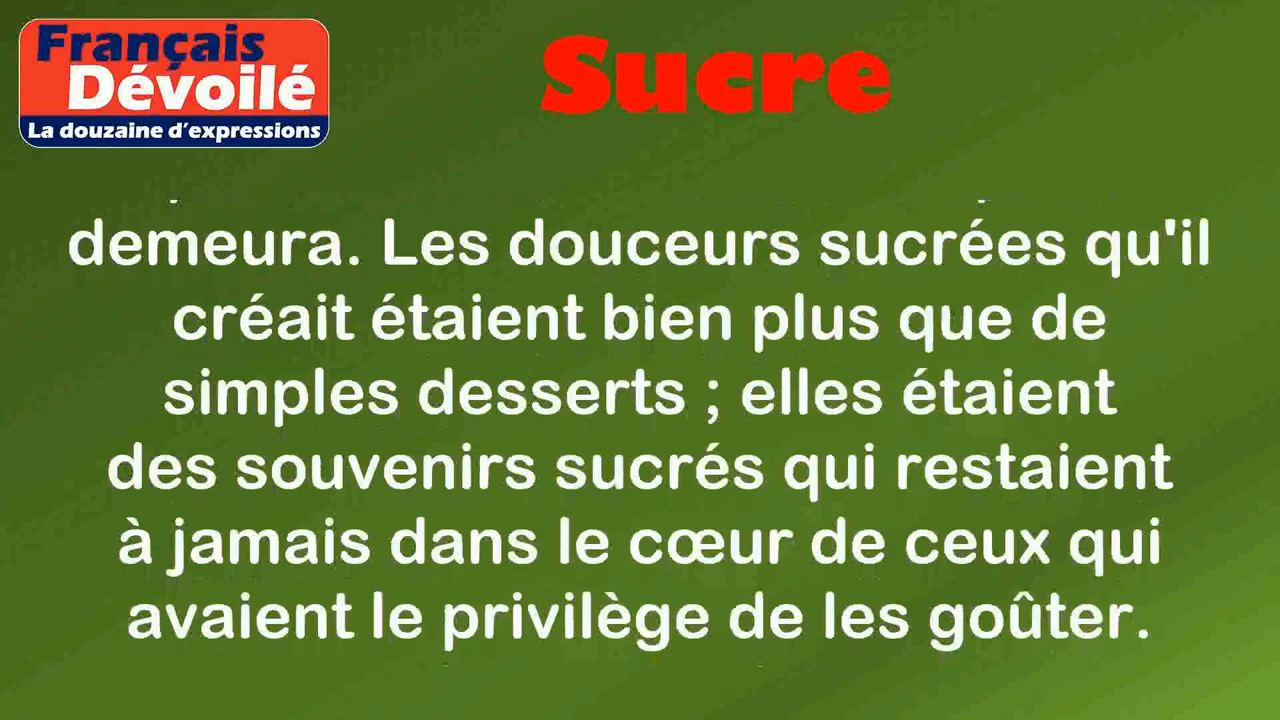 Français
Dévoilé
La douzaine d'expressions
Sucre
demeura. Les douceurs sucrées qu'il
créait étaient bien plus que de
simples desserts ; elles étaient
des souvenirs sucrés qui restaient
à jamais dans le cœur de ceux qui
avaient le privilège de les goûter.